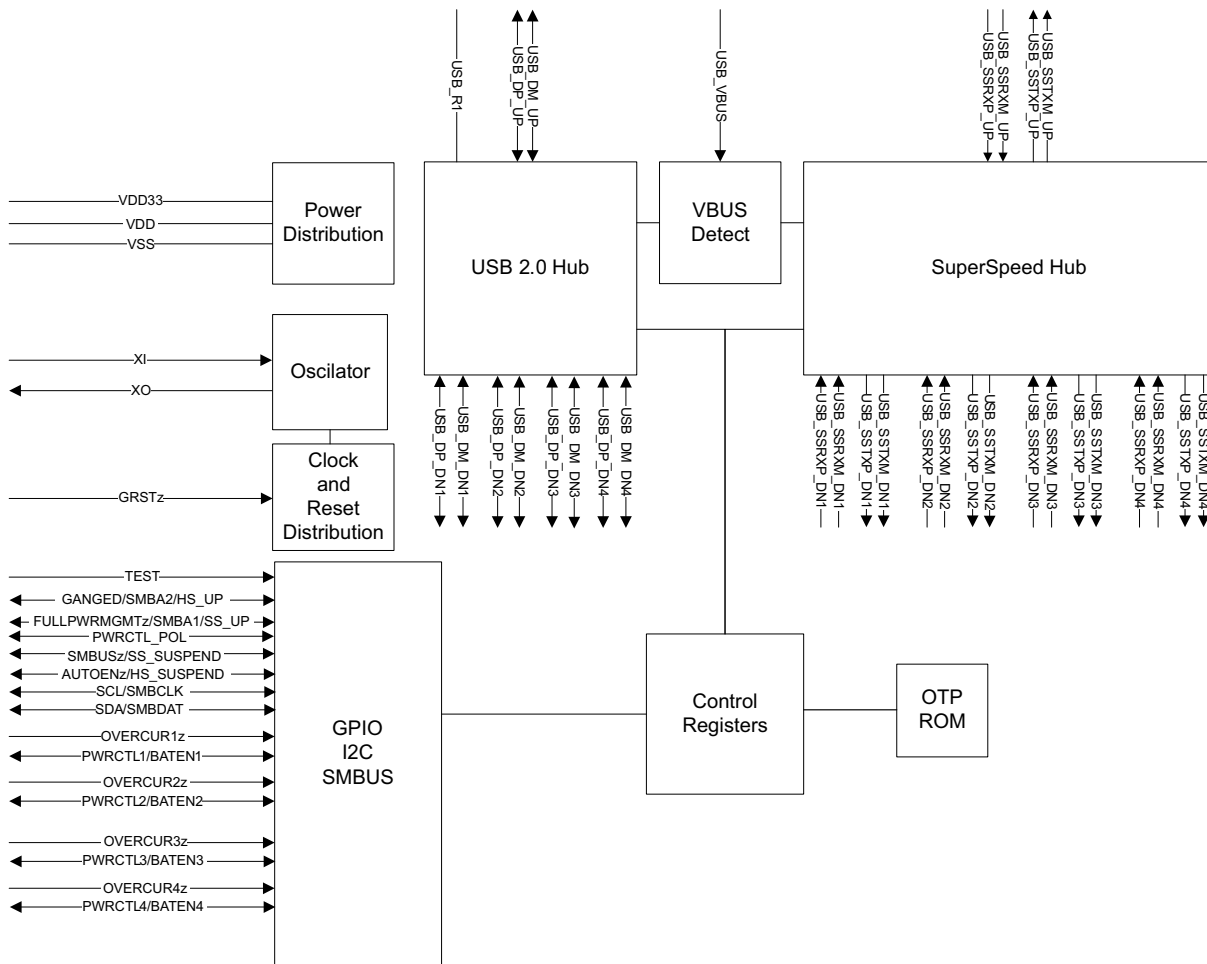 USB_R1
USB_DP_UP
USB_DM_UP
USB_VBUS
USB_SSRXP_UP
USB_SSRXM_UP
USB_SSTXP_UP
USB_SSTXM_UP
VDD33
VDD
VSS
Power
Distribution
USB 2.0 Hub
VBUS
Detect
SuperSpeed Hub
XI
XO
Oscilator
GRSTz
Clock
and
Reset
Distribution
USB_DP_DN1
USB_DM_DN1
USB_DP_DN2
USB_DM_DN2
USB_DP_DN3
USB_DM_DN3
USB_DP_DN4
USB_DM_DN4
USB_SSRXP_DN1
USB_SSRXM_DN1
USB_SSTXP_DN1
USB_SSTXM_DN1
USB_SSRXP_DN2
USB_SSRXM_DN2
USB_SSTXP_DN2
USB_SSTXM_DN2
USB_SSRXP_DN3
USB_SSRXM_DN3
USB_SSTXP_DN3
USB_SSTXM_DN3
USB_SSRXP_DN4
USB_SSRXM_DN4
USB_SSTXP_DN4
USB_SSTXM_DN4
TEST
GANGED/SMBA2/HS_UP
FULLPWRMGMTz/SMBA1/SS_UP
PWRCTL_POL
SMBUSz/SS_SUSPEND
AUTOENz/HS_SUSPEND
SCL/SMBCLK
SDA/SMBDAT
OVERCUR1z
PWRCTL1/BATEN1
OVERCUR2z
PWRCTL2/BATEN2
OVERCUR3z
PWRCTL3/BATEN3
OVERCUR4z
PWRCTL4/BATEN4
GPIO
I2C
SMBUS
Control
Registers
OTP
ROM